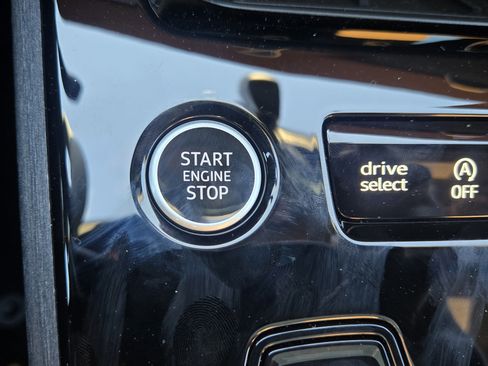 START
ENGINE
STOP
drive
select
A
OFF